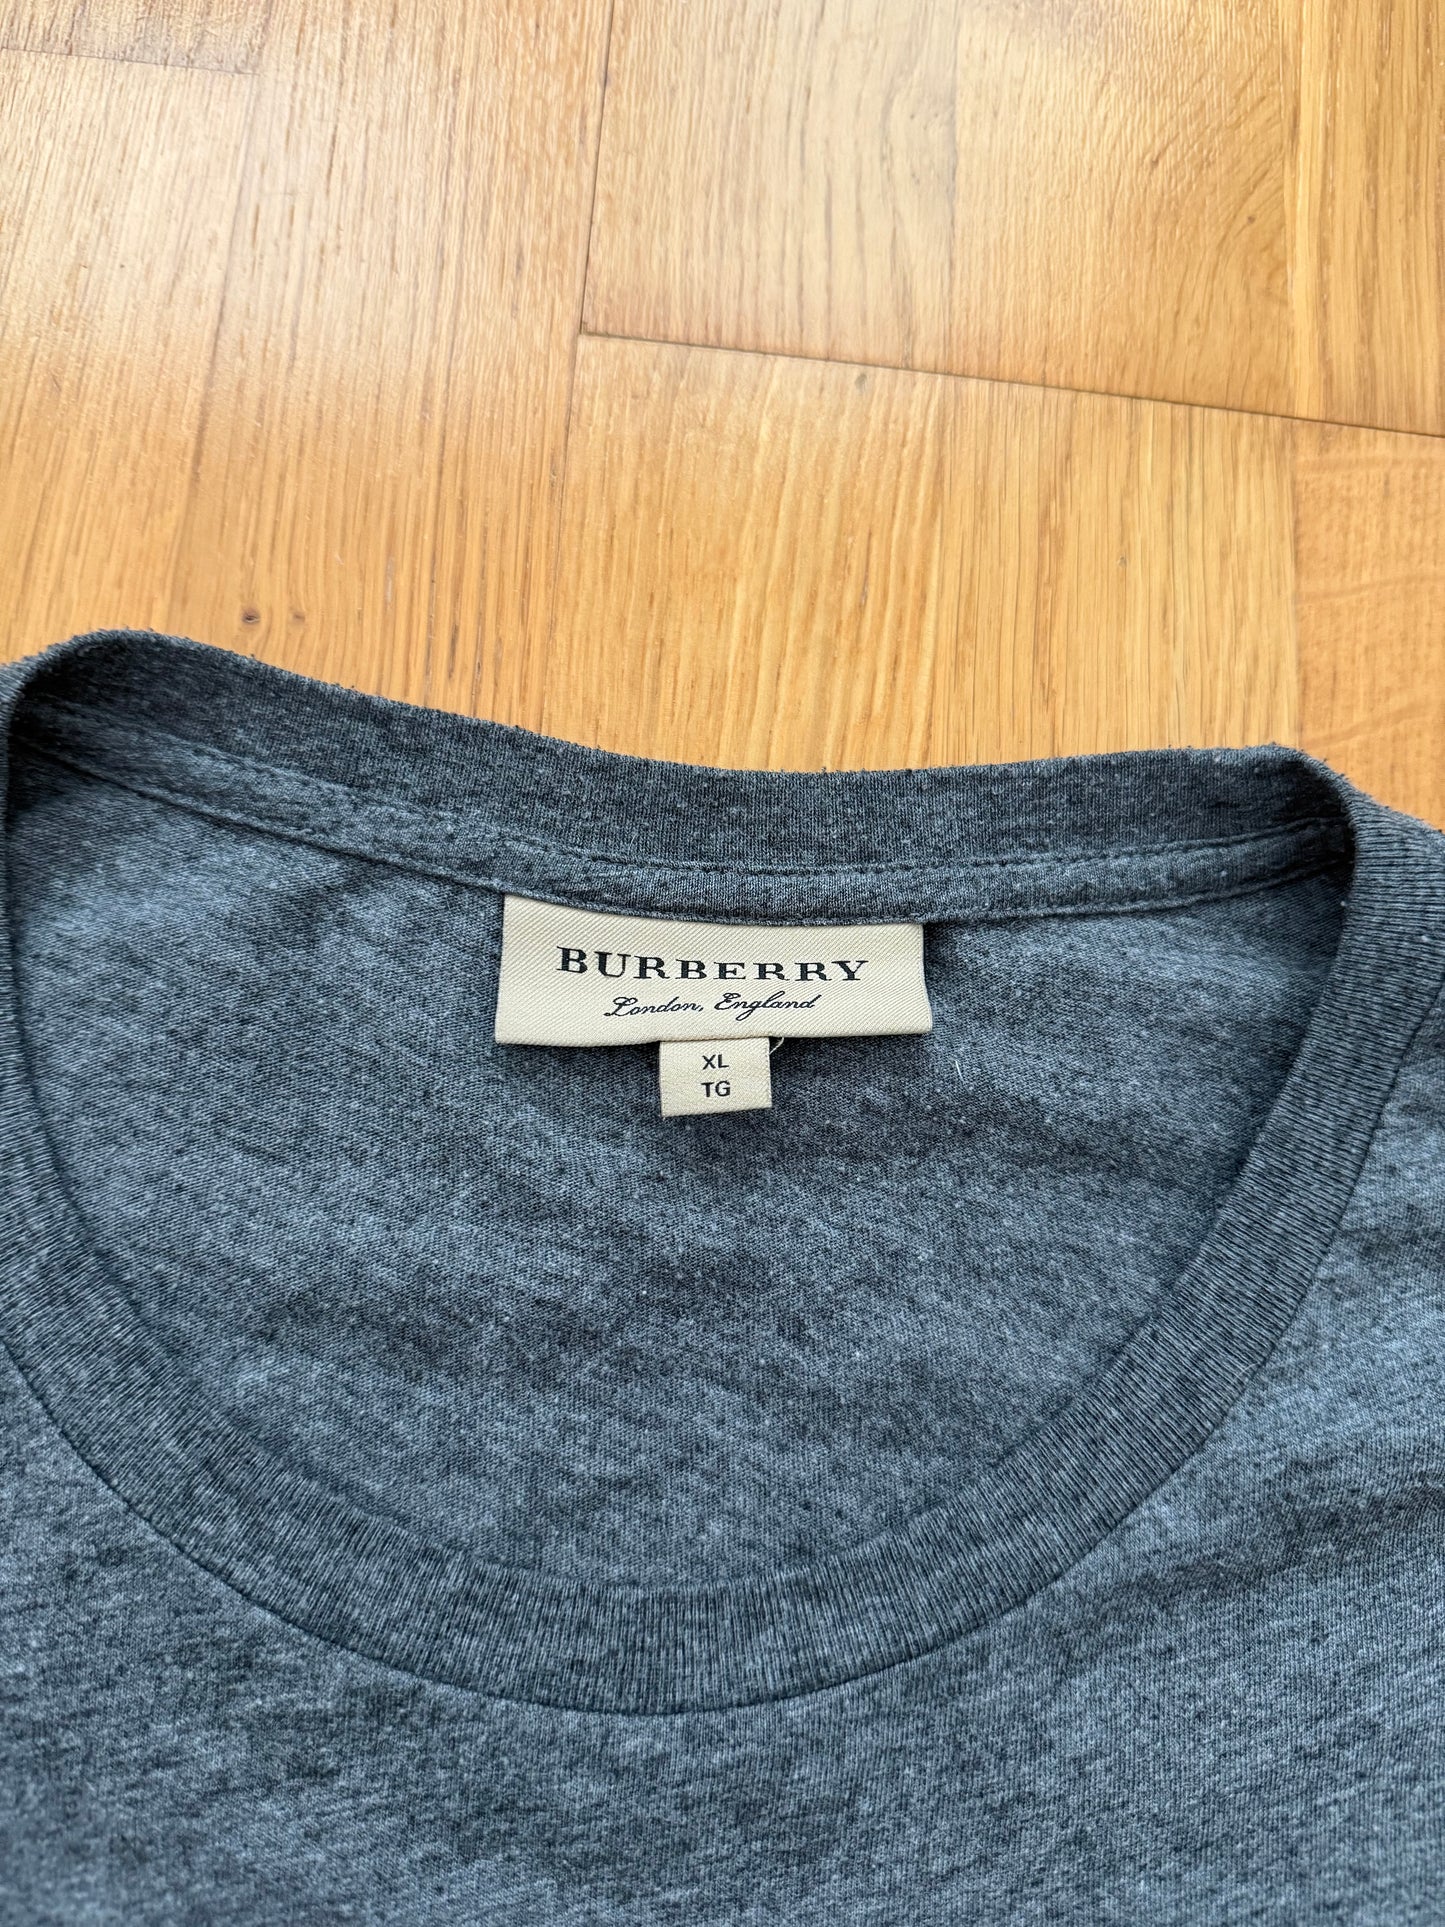 BURBERRY
London, England
XL
TG